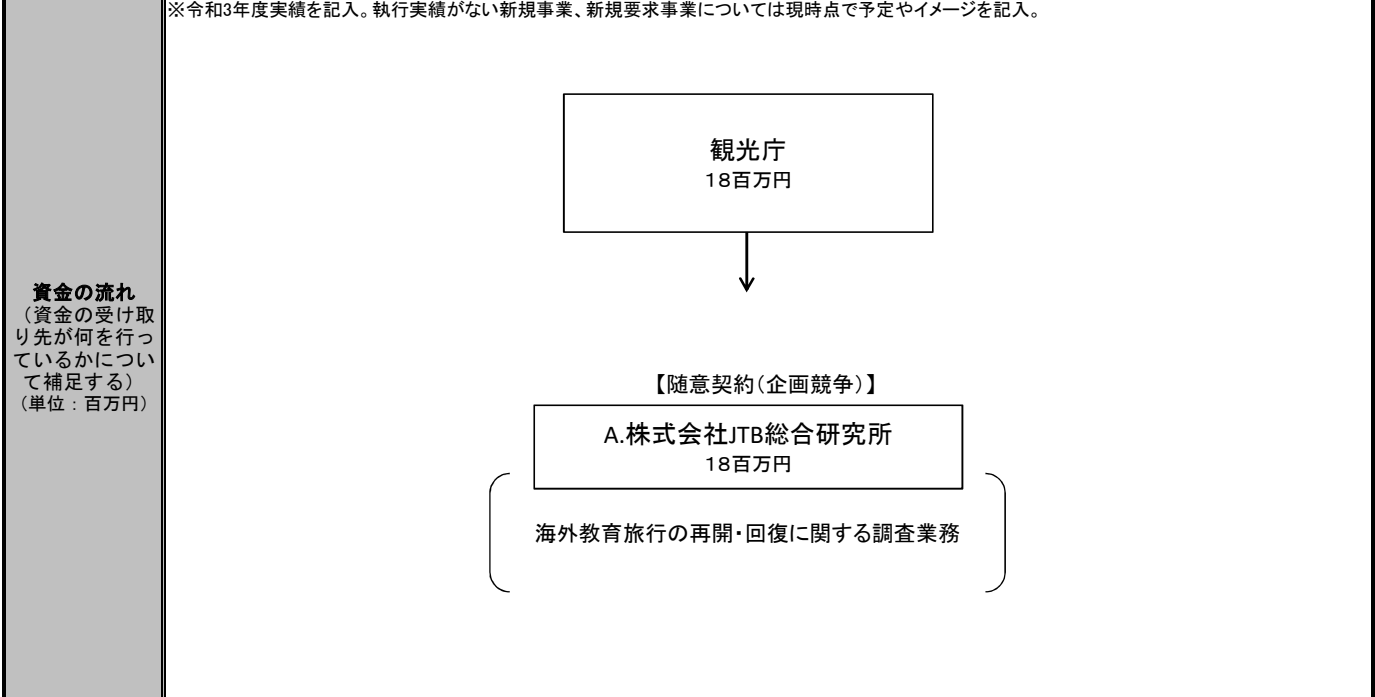 ※令和3年度実績を記入。執行実績がない新規事業、新規要求事業については現時点で予定やイメージを記入。
観光庁
18百万円
資金の流れ
（資金の受け取
り先が何を行っ
ているかについ
て補足する）
（単位：百万円）
【随意契約（企画競争）】
A.株式会社JTB総合研究所
18百万円
海外教育旅行の再開・回復に関する調査業務